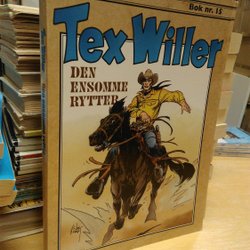 Bok nr. 15
Tex Willer
DEN
ENSOMME
RYTTER